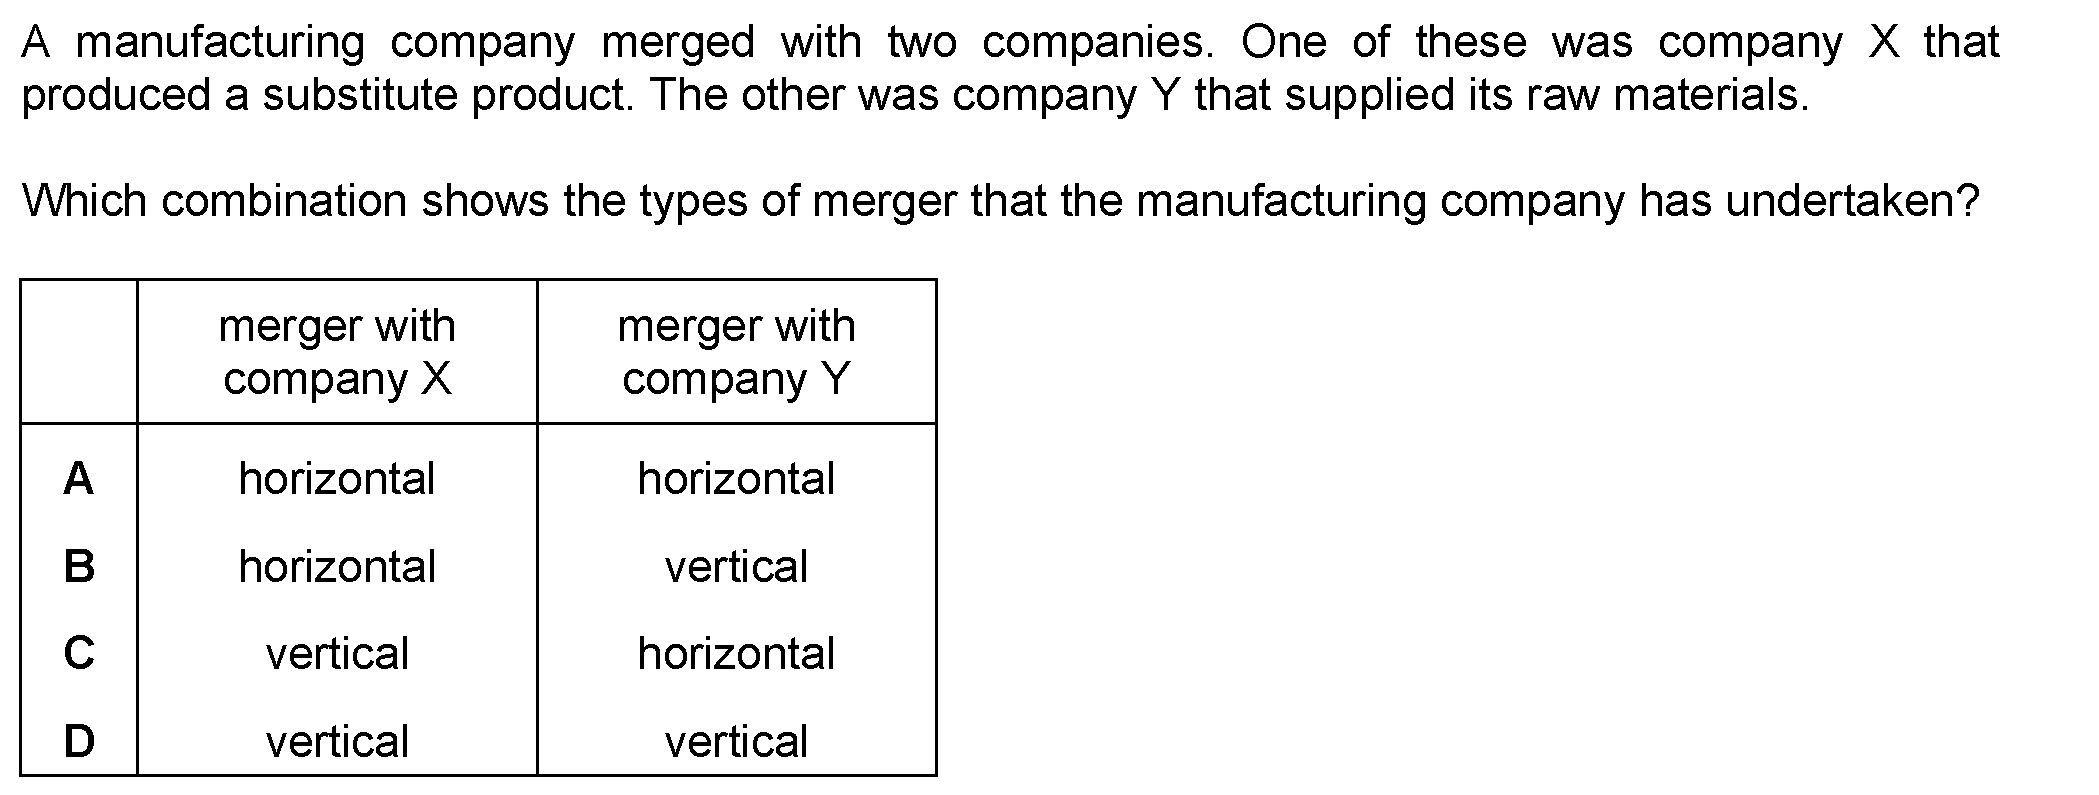 A manufacturing company merged with two companies. One of these was company X that
produced a substitute product. The other was company Y that supplied its raw materials.
Which combination shows the types of merger that the manufacturing company has undertaken?
merger with company X merger with company Y
A horizontal horizontal
B horizontal vertical
C vertical horizontal
D vertical vertical